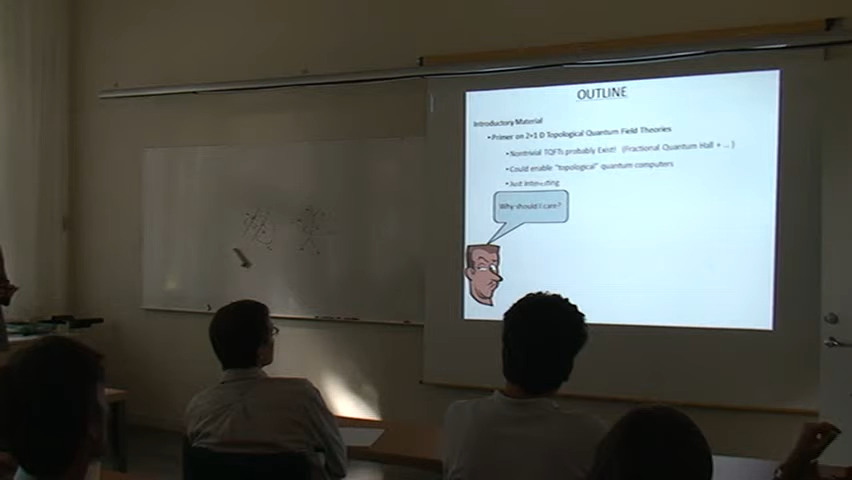 OUTLINE
Introductory Material
•Primer on 2+1 D Topological Quantum Field Theories
•Nontrivial TQFTs probably Exist! (Fractional Quantum Hall + .. )
•Could enable "topological" quantum computers
•Just Interesting
Why should I care?